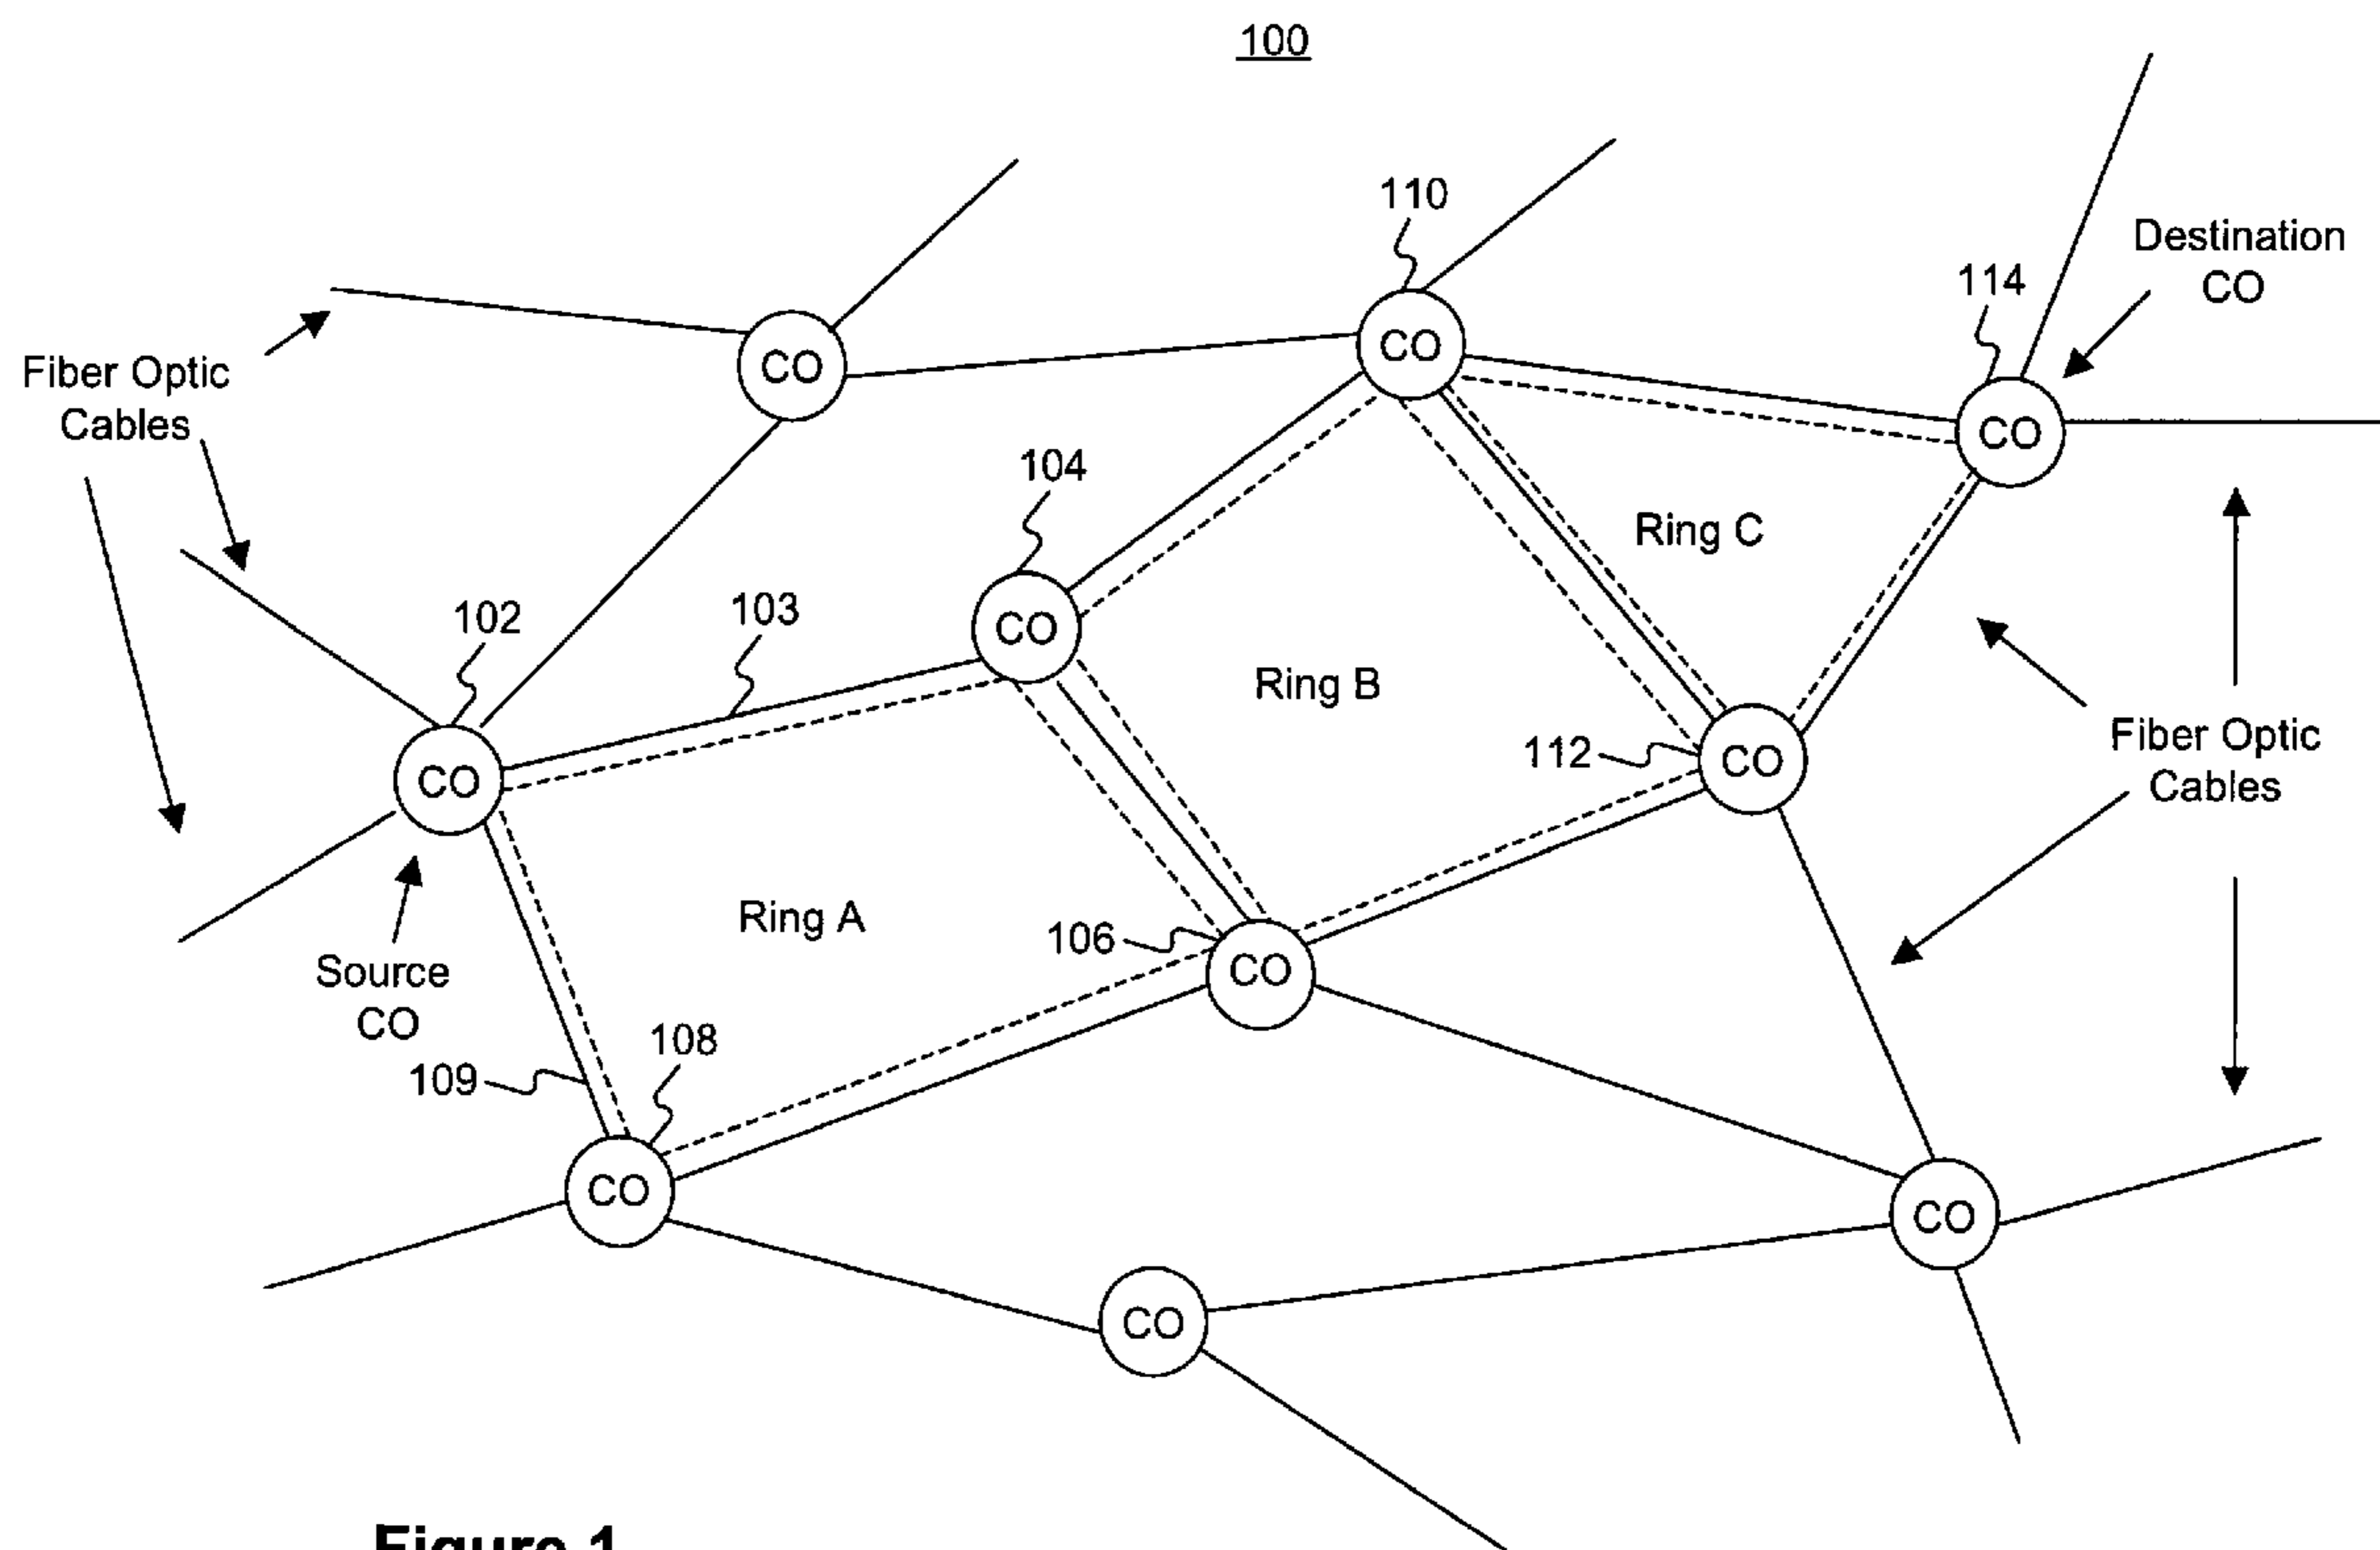 100
110
Destination
CO
114
CO
CO
Fiber Optic
Cables
CO
104
Ring C
102
103
CO
Ring B
112
CO
Fiber Optic
Cables
CO
Ring A
106
CO
Source
CO
108
109
CO
CO
CO
Figure 1